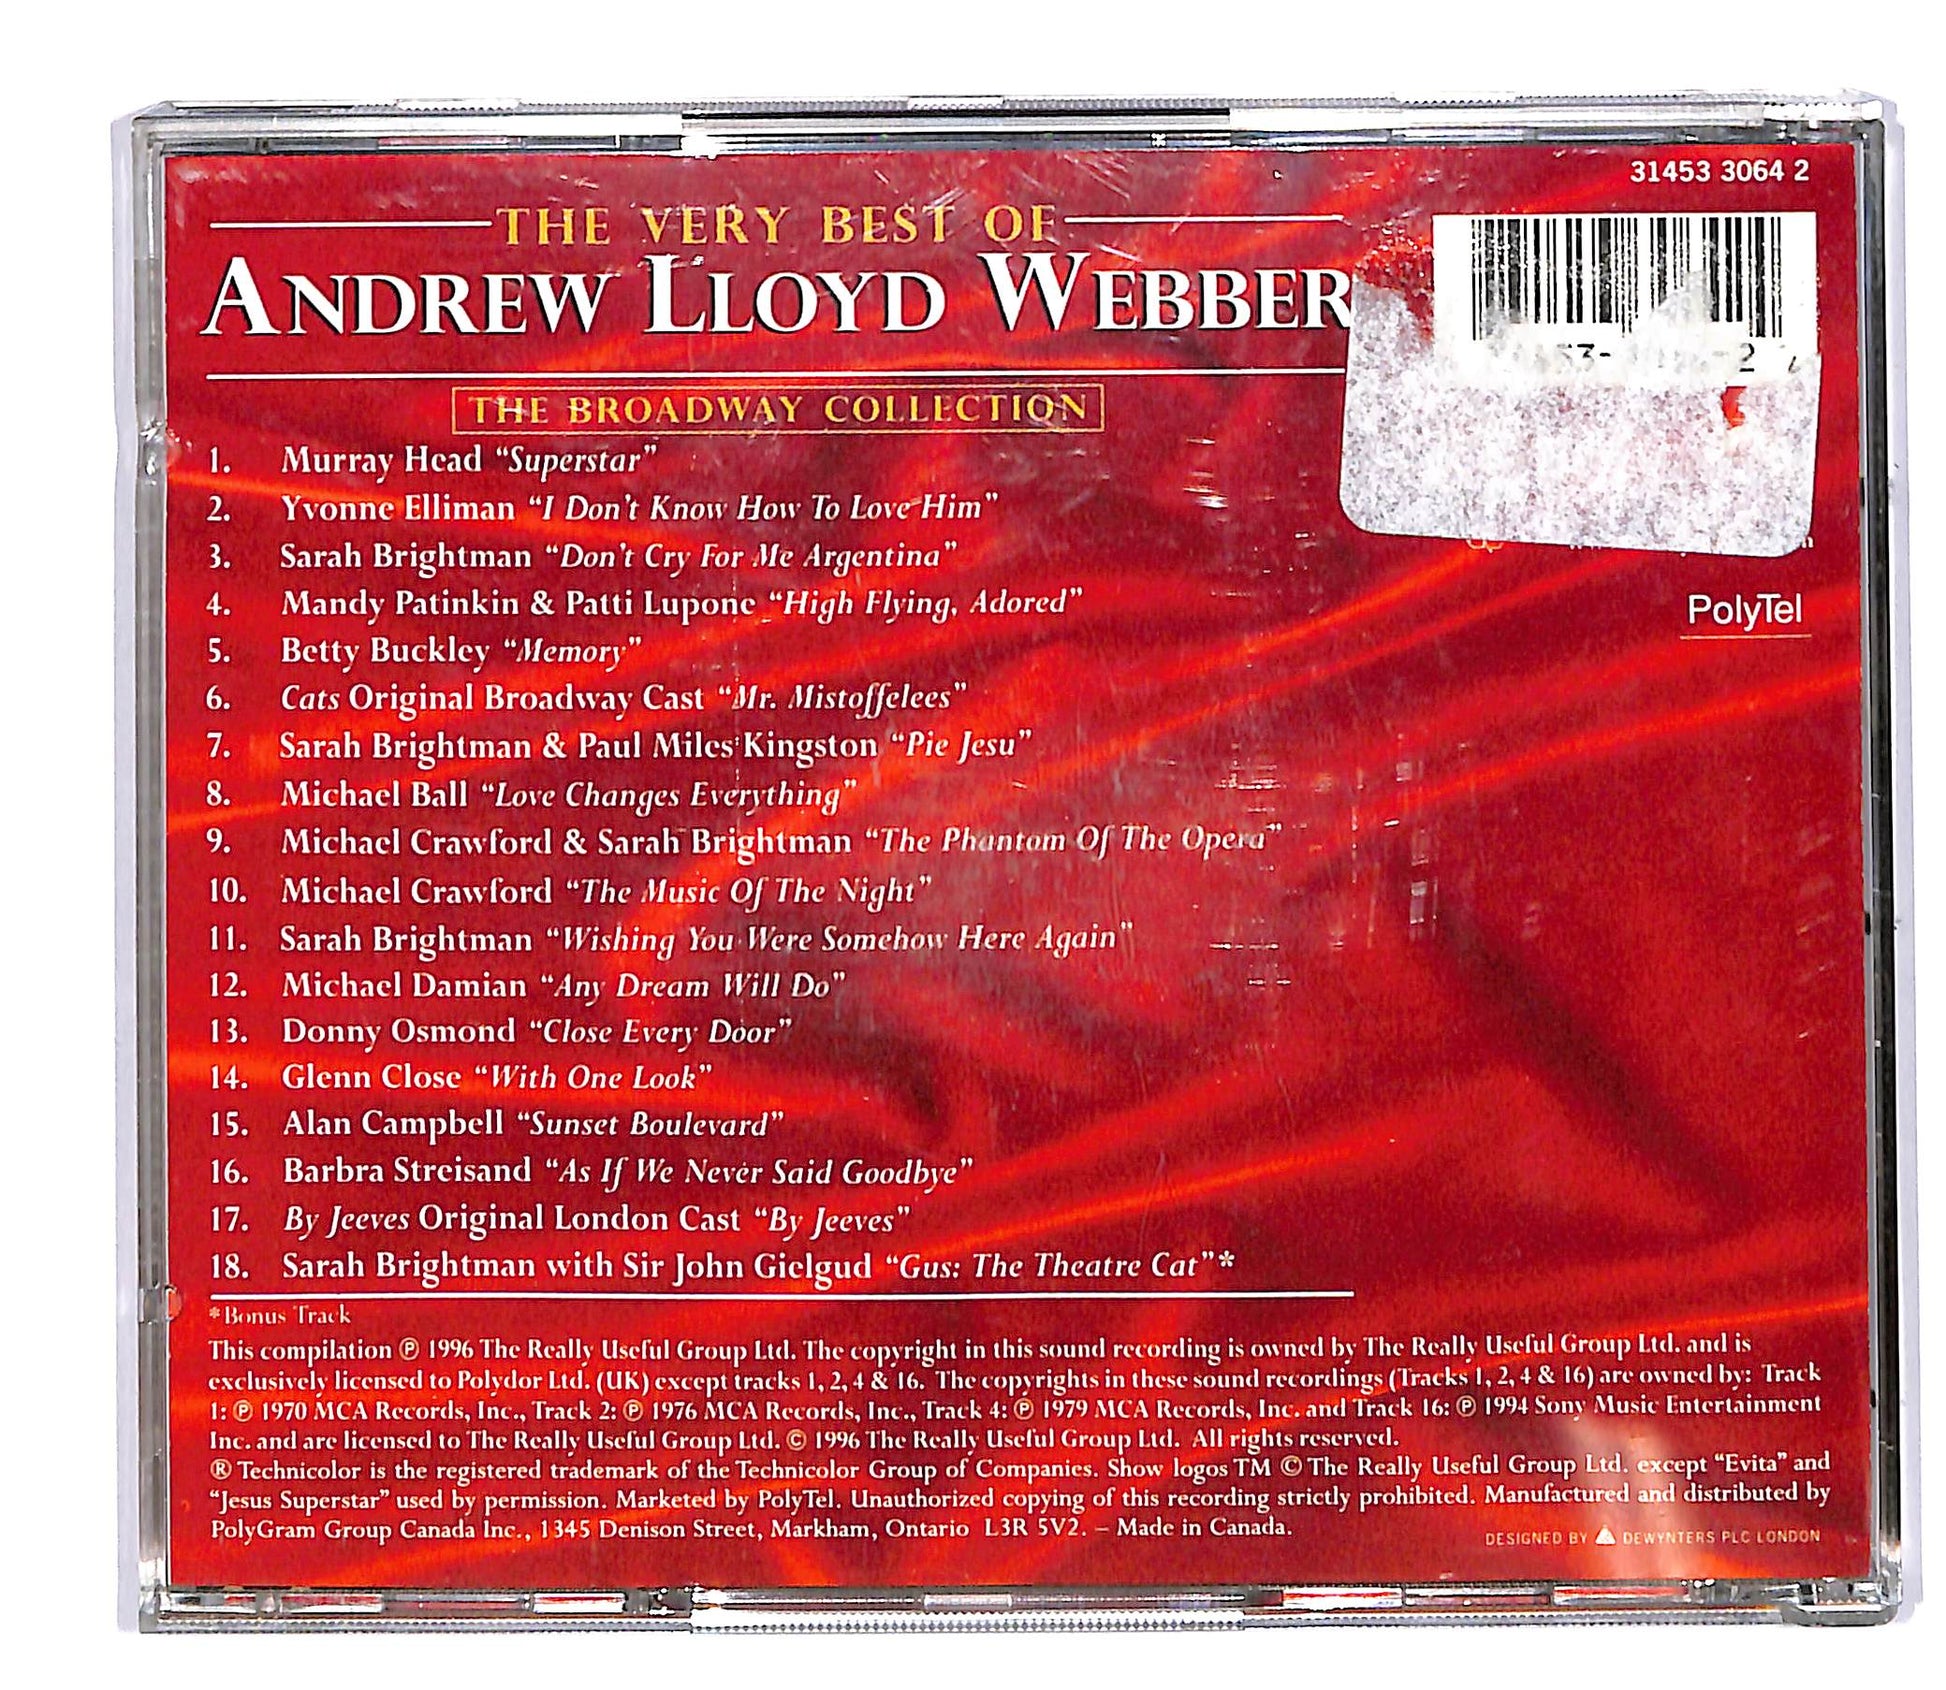 31453 3064 2
THE VERY BEST OF
ANDREW LLOYD WEBBER
THE BROADWAY COLLECTION
1. Murray Head “Superstar”
2. Yvonne Elliman “I Don't Know How To Love Him”
3. Sarah Brightman “Don't Cry For Me Argentina”
4. Mandy Patinkin & Patti Lupone “High Flying, Adored”
PolyTel
5. Betty Buckley “Memory”
6. Cats Original Broadway Cast “Mr. Mistoffelees”
7. Sarah Brightman & Paul Miles-Kingston “Pie Jesu”
8. Michael Ball “Love Changes Everything”
9. Michael Crawford & Sarah Brightman “The Phantom Of The Opera”
10. Michael Crawford “The Music Of The Night”
11. Sarah Brightman “Wishing You Were Somehow Here Again”
12. Michael Damian “Any Dream Will Do”
13. Donny Osmond “Close Every Door”
14. Glenn Close “With One Look”
15. Alan Campbell “Sunset Boulevard”
16. Barbra Streisand “As If We Never Said Goodbye”
17. By Jeeves Original London Cast “By Jeeves”
18. Sarah Brightman with Sir John Gielgud “Gus: The Theatre Cat”*
*Bonus Track
This compilation ℗ 1996 The Really Useful Group Ltd. The copyright in this sound recording is owned by The Really Useful Group Ltd. and is
exclusively licensed to Polydor Ltd. (UK) except tracks 1, 2, 4 & 16. The copyrights in these sound recordings (Tracks 1, 2, 4 & 16) are owned by: Track
1: ℗ 1970 MCA Records, Inc., Track 2: ℗ 1976 MCA Records, Inc., Track 4: ℗ 1979 MCA Records, Inc. and Track 16: ℗ 1994 Sony Music Entertainment
Inc. and are licensed to The Really Useful Group Ltd. © 1996 The Really Useful Group Ltd. All rights reserved.
® Technicolor is the registered trademark of the Technicolor Group of Companies. Show logos TM © The Really Useful Group Ltd. except “Evita” and
“Jesus Superstar” used by permission. Marketed by PolyTel. Unauthorized copying of this recording strictly prohibited. Manufactured and distributed by
PolyGram Group Canada Inc., 1345 Denison Street, Markham, Ontario L3R 5V2. – Made in Canada.
DESIGNED BY DEWYNTERS PLC LONDON